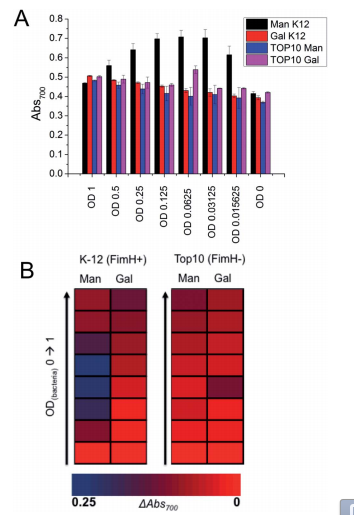 A
Man K12
Gal K12
TOP10 Man
TOP10 Gal
Abs700
0.8
0.7
0.6
0.5
0.4
0.3
0.2
0.1
0.0
OD 1
OD 0.5
OD 0.25
OD 0.125
OD 0.0625
OD 0.03125
OD 0.015625
OD 0
B
K-12 (FimH+) Top10 (FimH-)
Man Gal Man Gal
OD(bacteria) 0 → 1
0.25 ΔAbs700 0